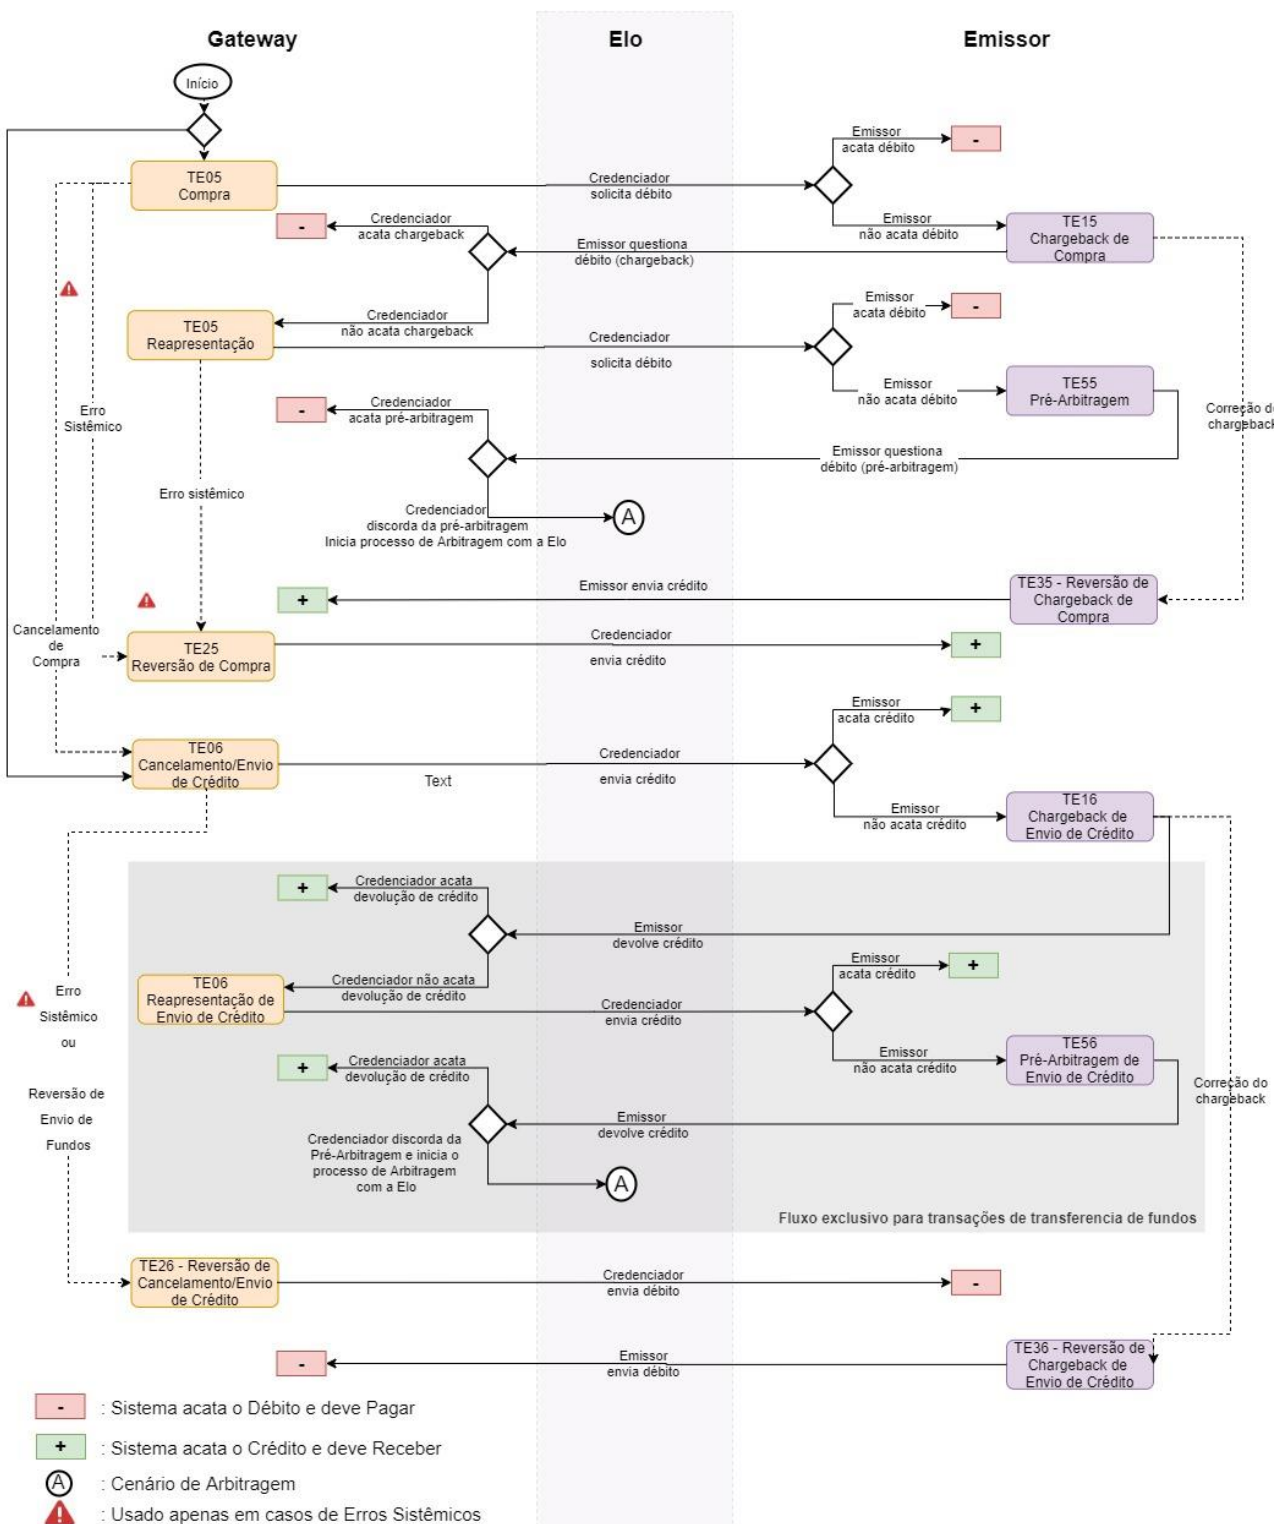 Gateway
Elo
Emissor
Início
Emissor
acata débito
-
TE05
Compra
Credenciador
solicita débito
Emissor
não acata débito
TE15
Chargeback de
Compra
-
Credenciador
acata chargeback
Emissor questiona
débito (chargeback)
Credenciador
não acata chargeback
TE05
Reapresentação
Credenciador
solicita débito
Emissor
acata débito
-
Emissor
não acata débito
TE55
Pré-Arbitragem
Correção do
chargeback
Erro
Sistêmico
-
Credenciador
acata pré-arbitragem
Emissor questiona
débito (pré-arbitragem)
Erro sistêmico
Credenciador
discorda da pré-arbitragem
Inicia processo de Arbitragem com a Elo
A
+
Emissor envia crédito
TE35 - Reversão de
Chargeback de
Compra
Cancelamento
de
Compra
TE25
Reversão de Compra
Credenciador
envia crédito
+
Emissor
acata crédito
+
TE06
Cancelamento/Envio
de Crédito
Text
Credenciador
envia crédito
Emissor
não acata crédito
TE16
Chargeback de
Envio de Crédito
+
Credenciador acata
devolução de crédito
Emissor
devolve crédito
Credenciador não acata
devolução de crédito
TE06
Reapresentação de
Envio de Crédito
Credenciador
envia crédito
Emissor
acata crédito
+
Emissor
não acata crédito
TE56
Pré-Arbitragem de
Envio de Crédito
Correção do
chargeback
Erro
Sistêmico
ou
Reversão de
Envio de
Fundos
+
Credenciador acata
devolução de crédito
Emissor
devolve crédito
Credenciador discorda da
Pré-Arbitragem e inicia o
processo de Arbitragem
com a Elo
A
Fluxo exclusivo para transações de transferencia de fundos
TE26 - Reversão de
Cancelamento/Envio
de Crédito
Credenciador
envia débito
-
-
Emissor
envia débito
TE36 - Reversão de
Chargeback de
Envio de Crédito
- : Sistema acata o Débito e deve Pagar
+ : Sistema acata o Crédito e deve Receber
A : Cenário de Arbitragem
! : Usado apenas em casos de Erros Sistêmicos